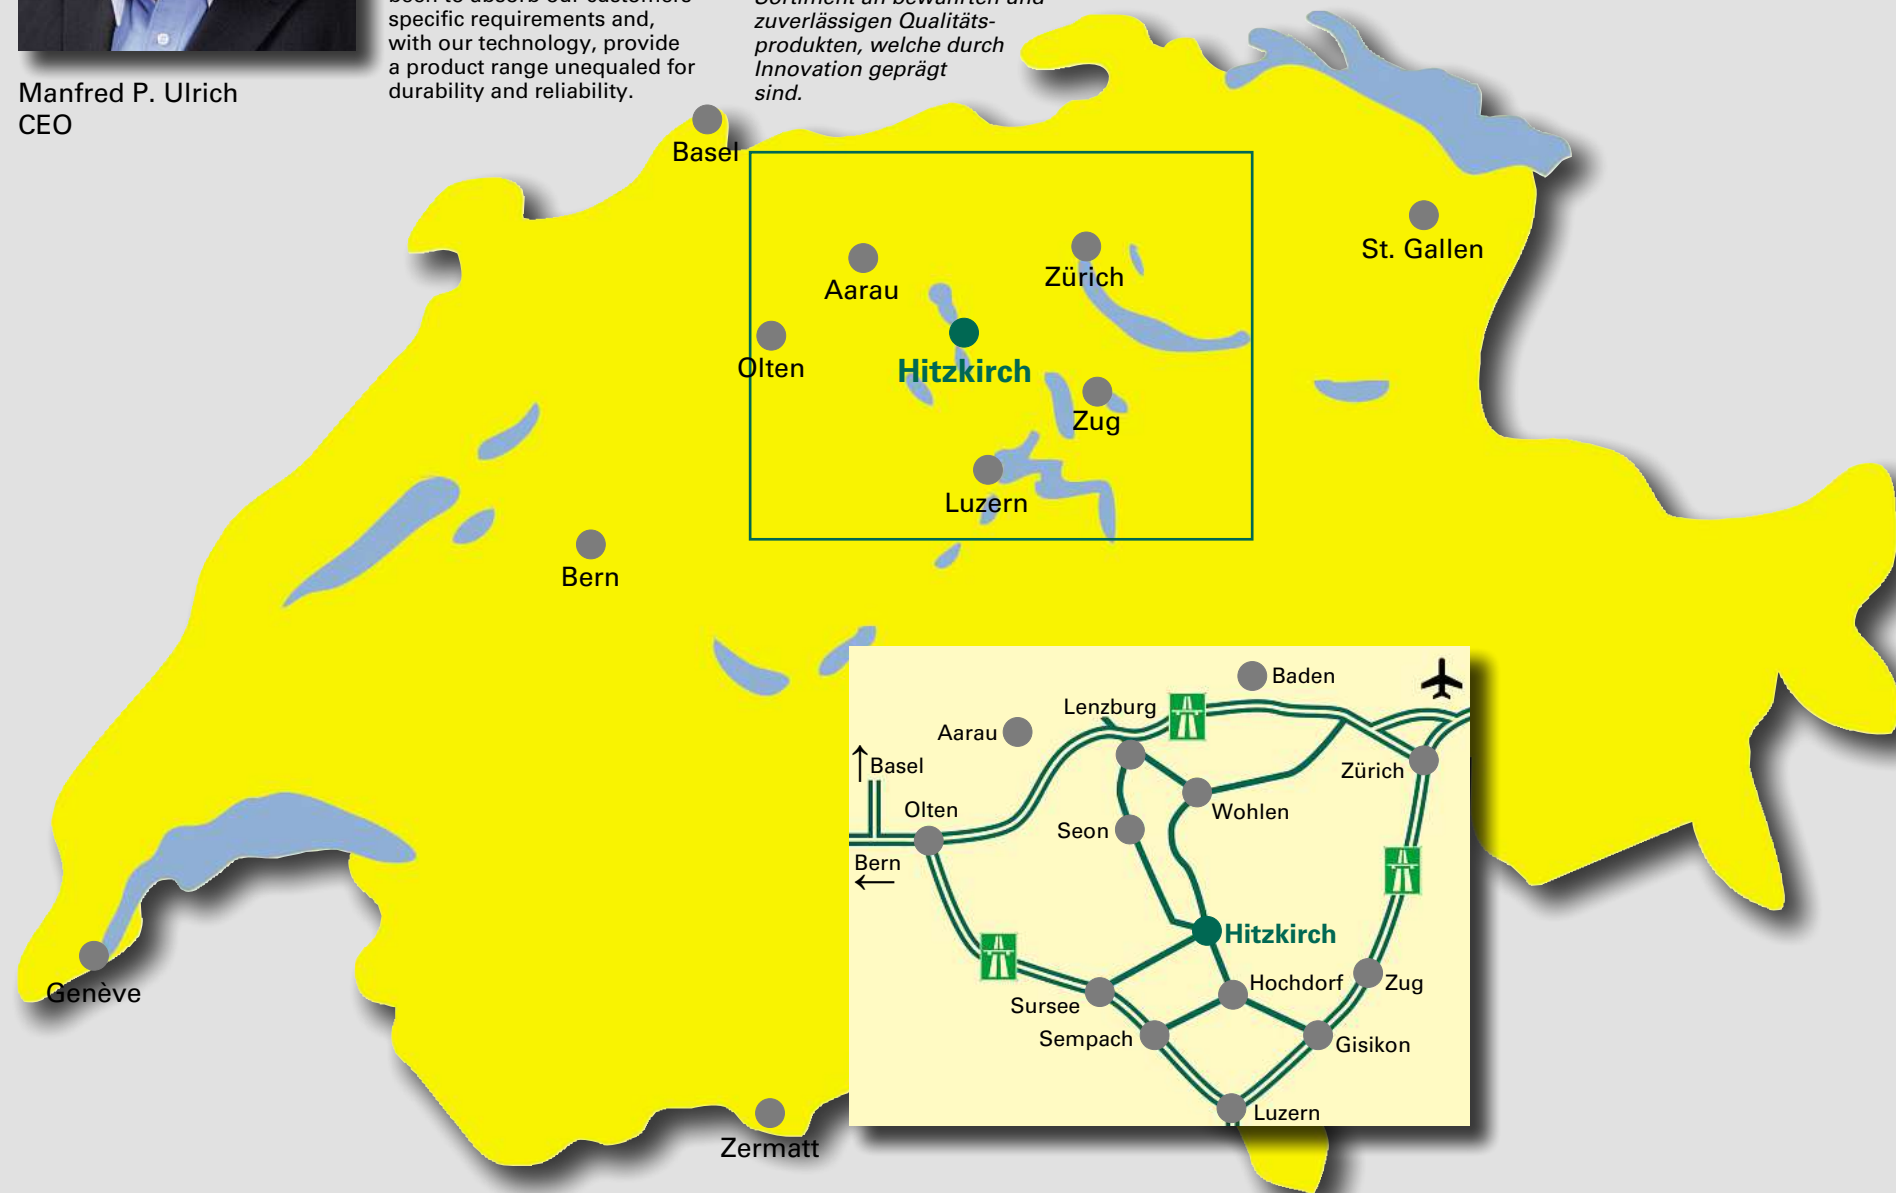 Manfred P. Ulrich
CEO
specific requirements and,
with our technology, provide
a product range unequaled for
durability and reliability.
zuverlässigen Qualitäts-
produkten, welche durch
Innovation geprägt
sind.
Basel
St. Gallen
Aarau
Zürich
Olten
Hitzkirch
Zug
Luzern
Bern
Genève
Zermatt
Baden
Lenzburg
Aarau
Basel
Zürich
Olten
Wohlen
Seon
Bern
Hitzkirch
Hochdorf
Zug
Sursee
Sempach
Gisikon
Luzern